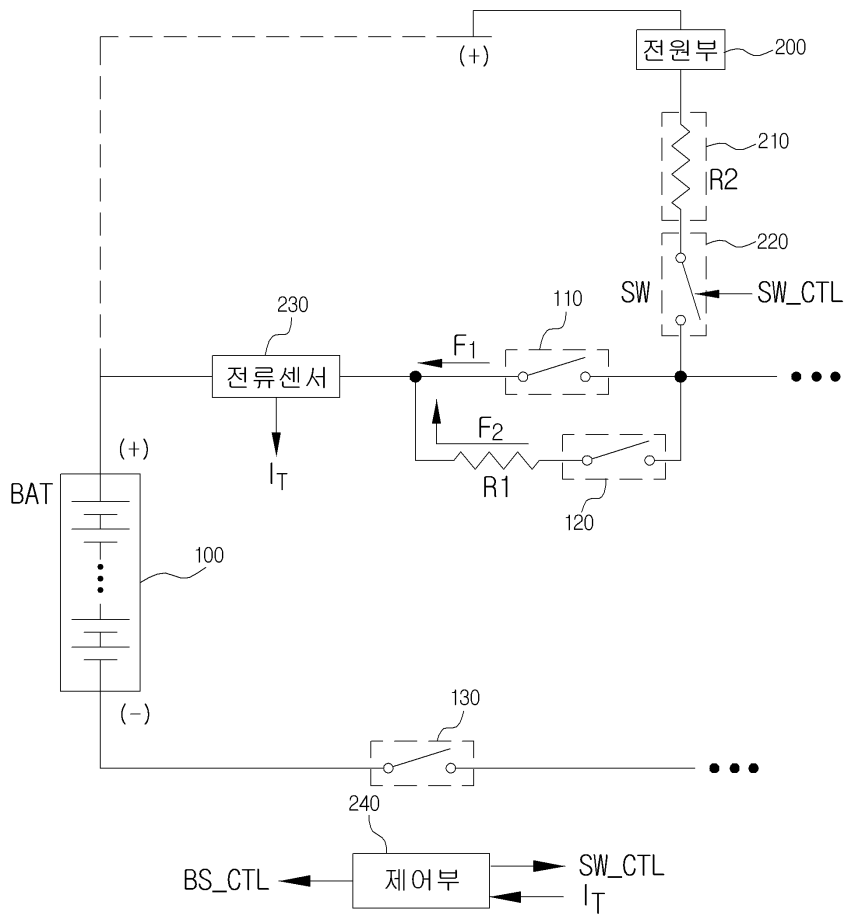 (+)
전원부
200
210
R2
220
SW
SW_CTL
230
110
F1
전류센서
(+)
F2
IT
R1
120
BAT
100
(-)
130
240
제어부
SW_CTL
BS_CTL
IT